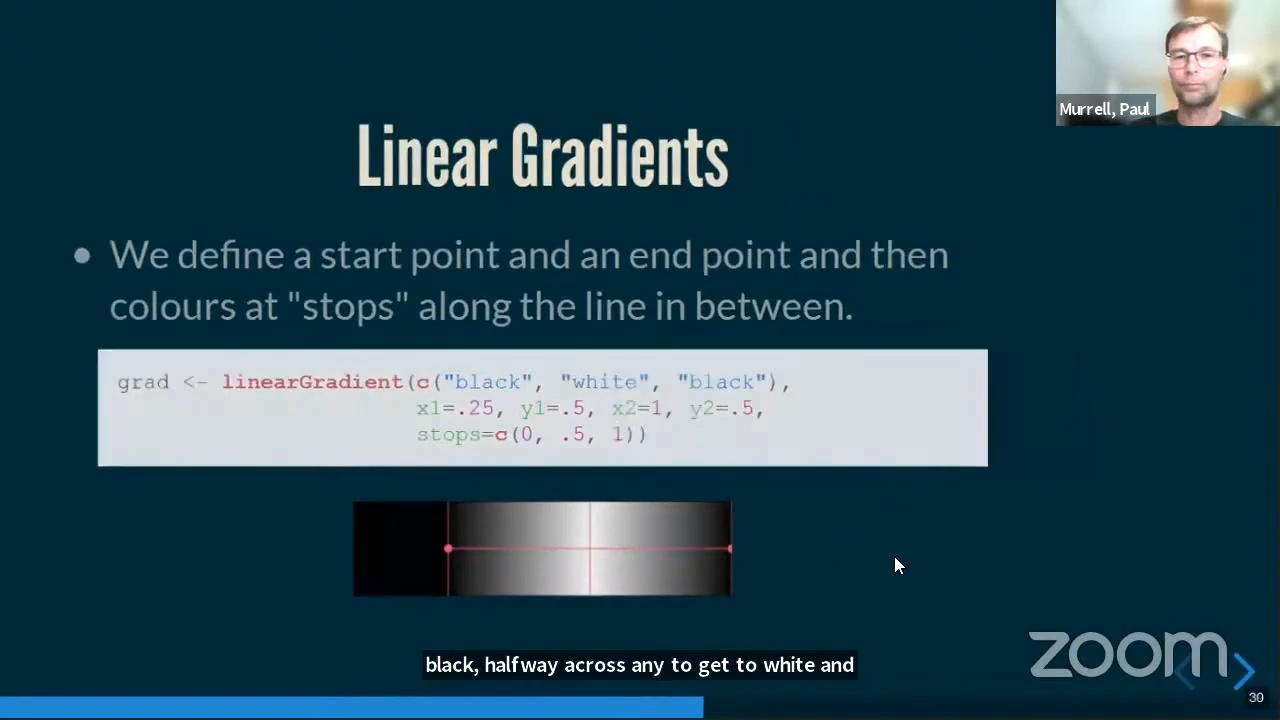 Murrell, Paul
Linear Gradients
• We define a start point and an end point and then
colours at "stops" along the line in between.
grad <- linearGradient(c("black", "white", "black"),
x1=.25, y1=.5, x2=1, y2=.5,
stops=c(0, .5, 1))
black, halfway across any to get to white and
zoom
30